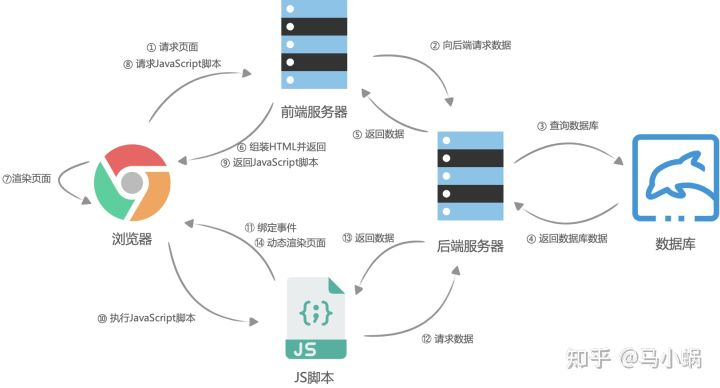 ① 请求页面
⑧ 请求JavaScript脚本
② 向后端请求数据
前端服务器
⑤ 返回数据
③ 查询数据库
⑥ 组装HTML并返回
⑨ 返回JavaScript脚本
⑦渲染页面
浏览器
⑪ 绑定事件
⑭ 动态渲染页面
⑬ 返回数据
后端服务器
④ 返回数据库数据
数据库
⑩ 执行JavaScript脚本
{;}
JS
⑫ 请求数据
JS脚本
知乎 @马小蜗